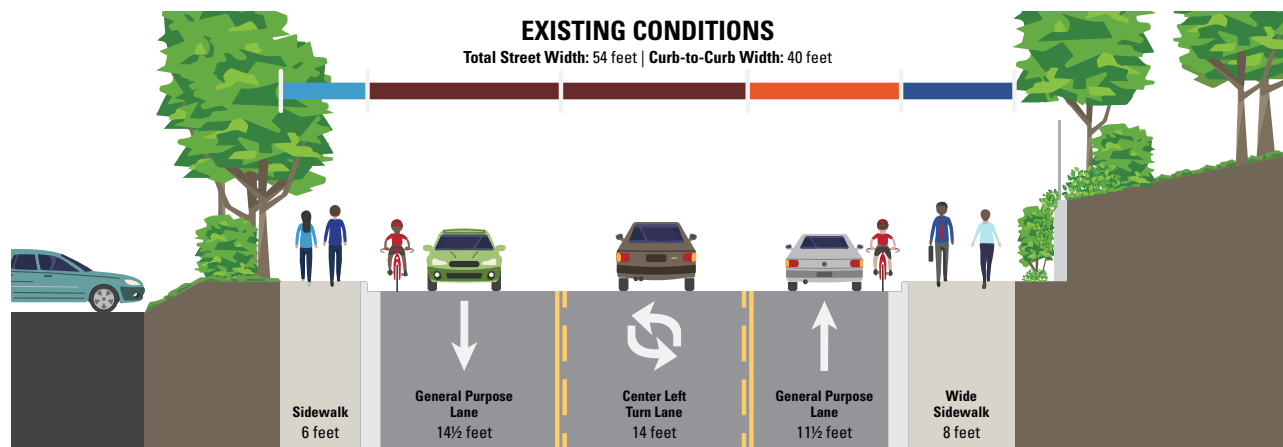 EXISTING CONDITIONS
Total Street Width: 54 feet | Curb-to-Curb Width: 40 feet
Sidewalk
6 feet
General Purpose
Lane
14½ feet
Center Left
Turn Lane
14 feet
General Purpose
Lane
11½ feet
Wide
Sidewalk
8 feet